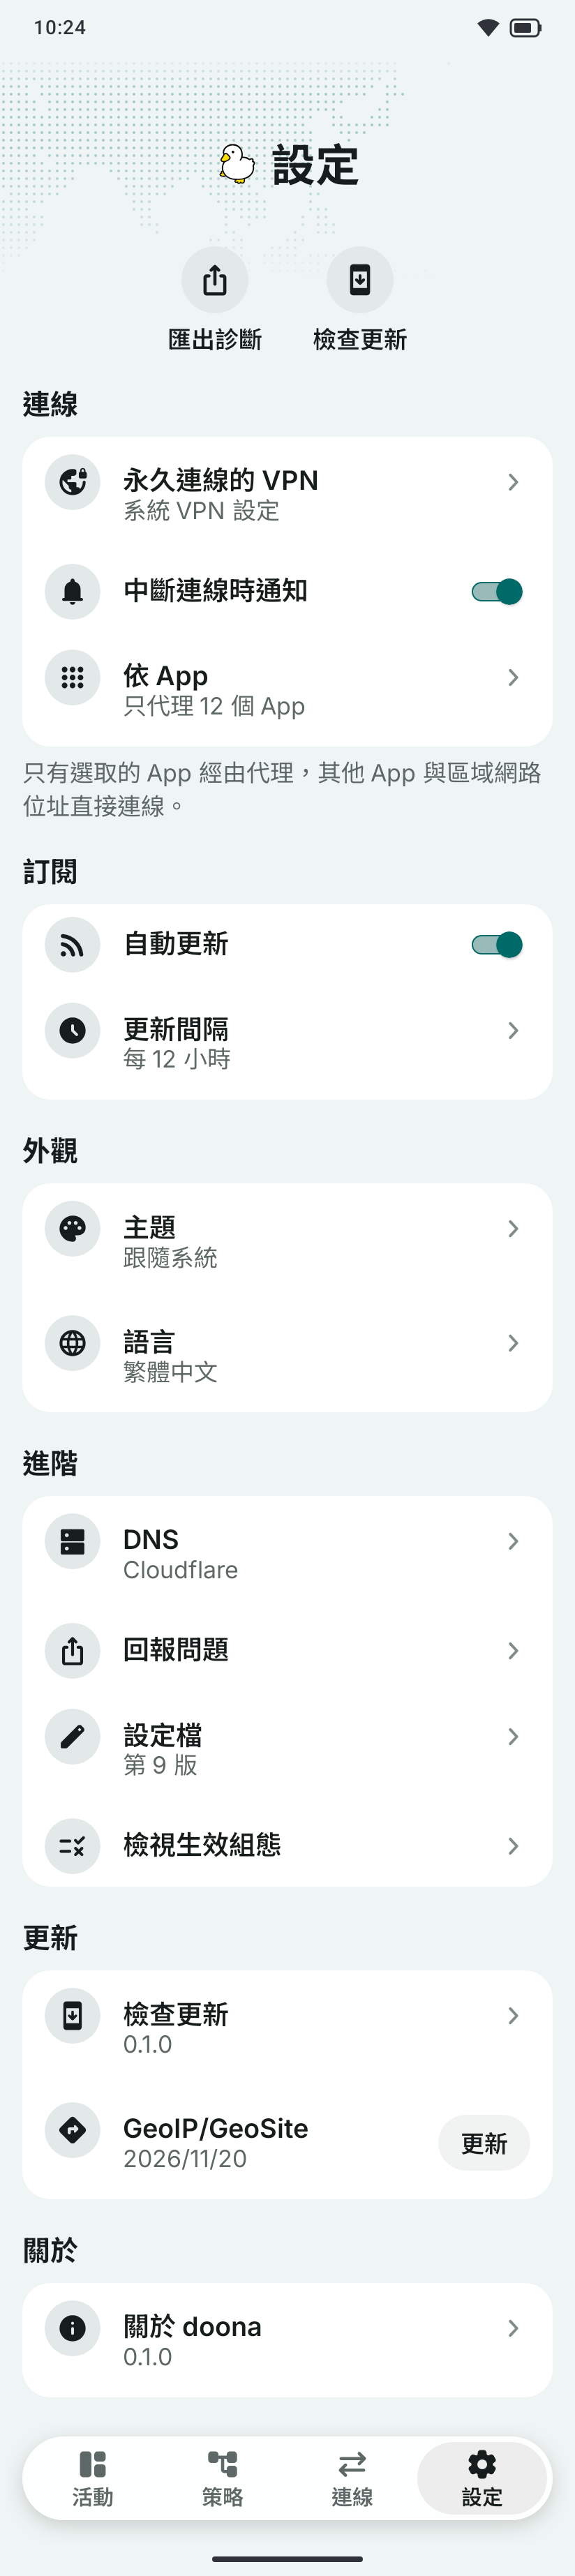 10:24
設定
匯出診斷
檢查更新
連線
永久連線的 VPN
系統 VPN 設定
中斷連線時通知
依 App
只代理 12 個 App
只有選取的 App 經由代理，其他 App 與區域網路
位址直接連線。
訂閱
自動更新
更新間隔
每 12 小時
外觀
主題
跟隨系統
語言
繁體中文
進階
DNS
Cloudflare
回報問題
設定檔
第 9 版
檢視生效組態
更新
檢查更新
0.1.0
GeoIP/GeoSite
2026/11/20
更新
關於
關於 doona
0.1.0
活動
策略
連線
設定